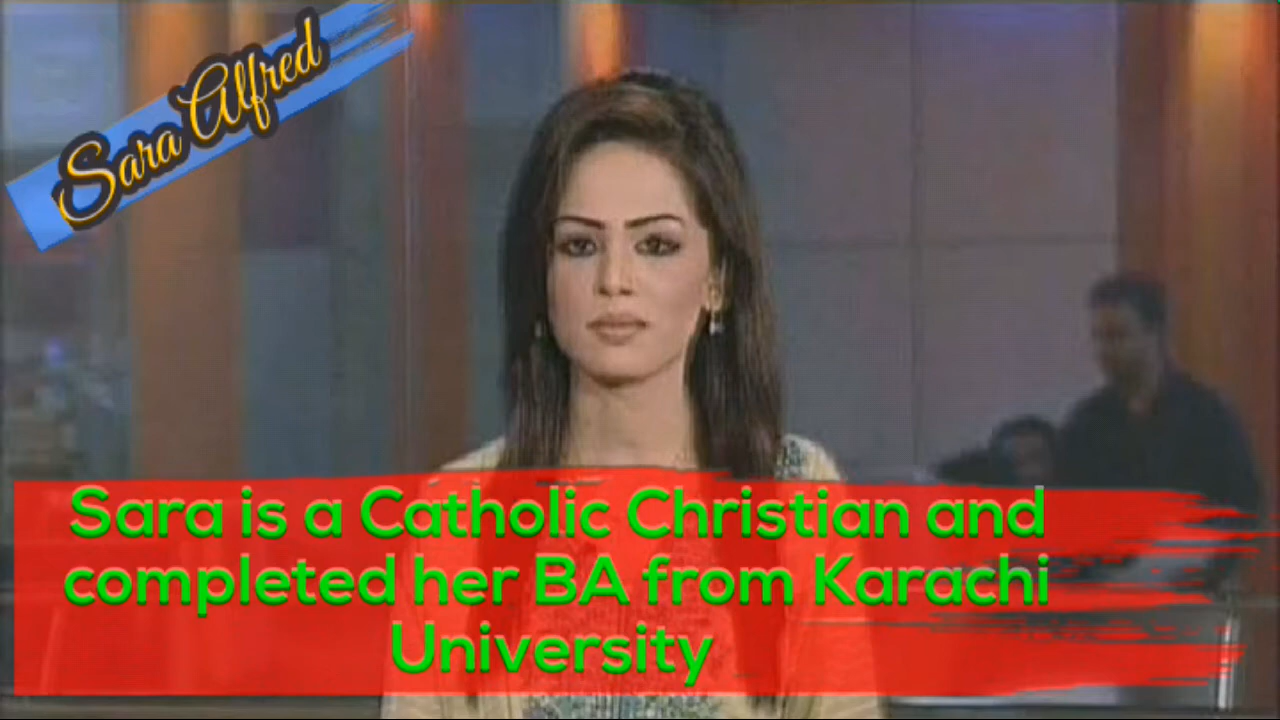 Sara Alfred
Sara is a Catholic Christian and
completed her BA from Karachi
University